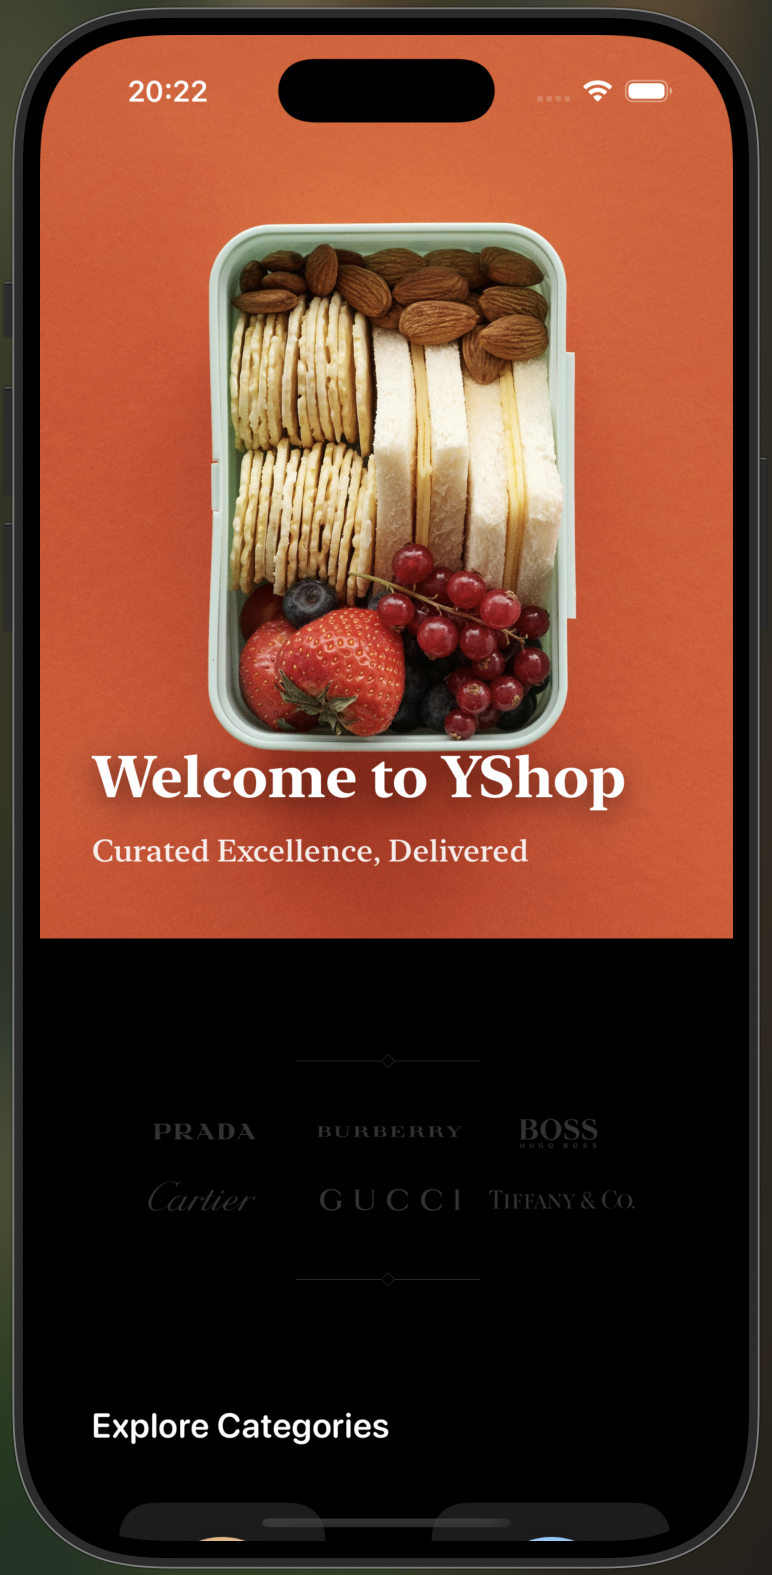 20:22
Welcome to YShop
Curated Excellence, Delivered
PRADA BURBERRY BOSS
HUGO BOSS
Cartier GUCCI TIFFANY & CO.
Explore Categories